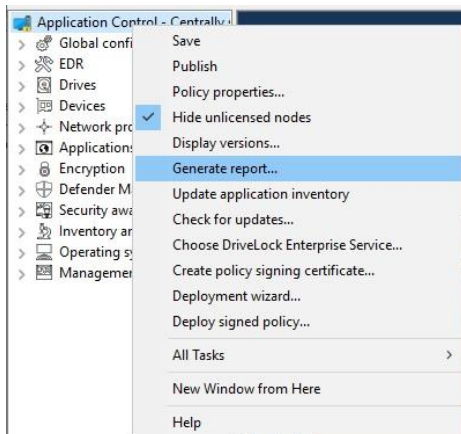 Application Control - Centrally
Global confi
Save
EDR
Publish
Drives
Policy properties...
Devices
Hide unlicensed nodes
Network pro
Display versions...
Applications
Generate report...
Encryption
Update application inventory
Defender M
Check for updates...
Security awa
Choose DriveLock Enterprise Service...
Inventory an
Create policy signing certificate...
Operating sy
Deployment wizard...
Managemen
Deploy signed policy...
All Tasks
New Window from Here
Help